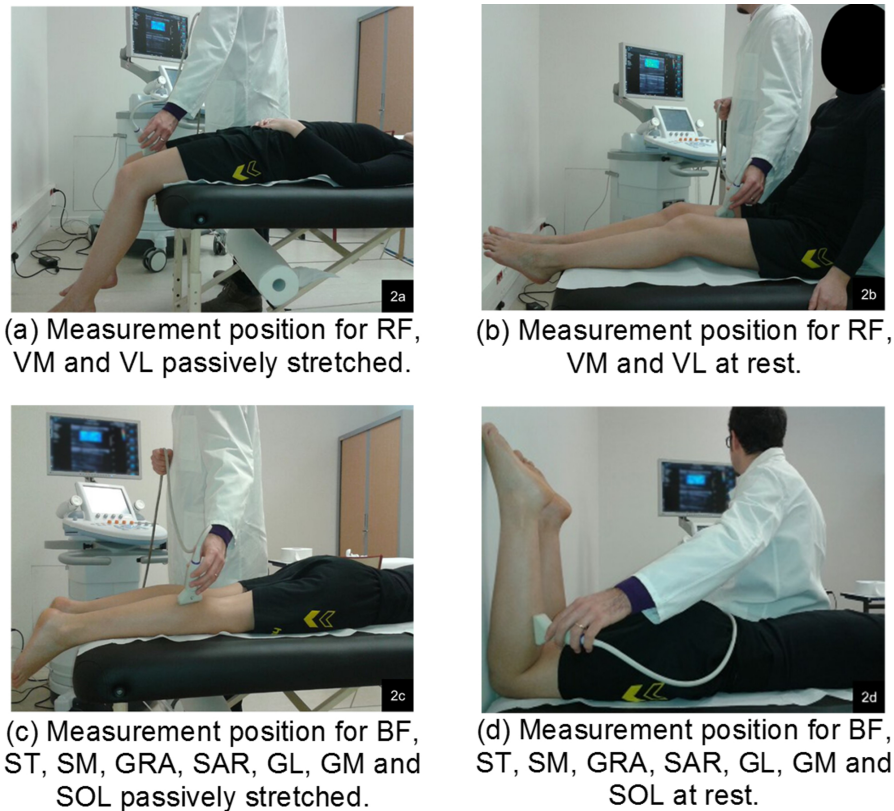 2a
(a) Measurement position for RF,
VM and VL passively stretched.
2b
(b) Measurement position for RF,
VM and VL at rest.
2c
(c) Measurement position for BF,
ST, SM, GRA, SAR, GL, GM and
SOL passively stretched.
2d
(d) Measurement position for BF,
ST, SM, GRA, SAR, GL, GM and
SOL at rest.